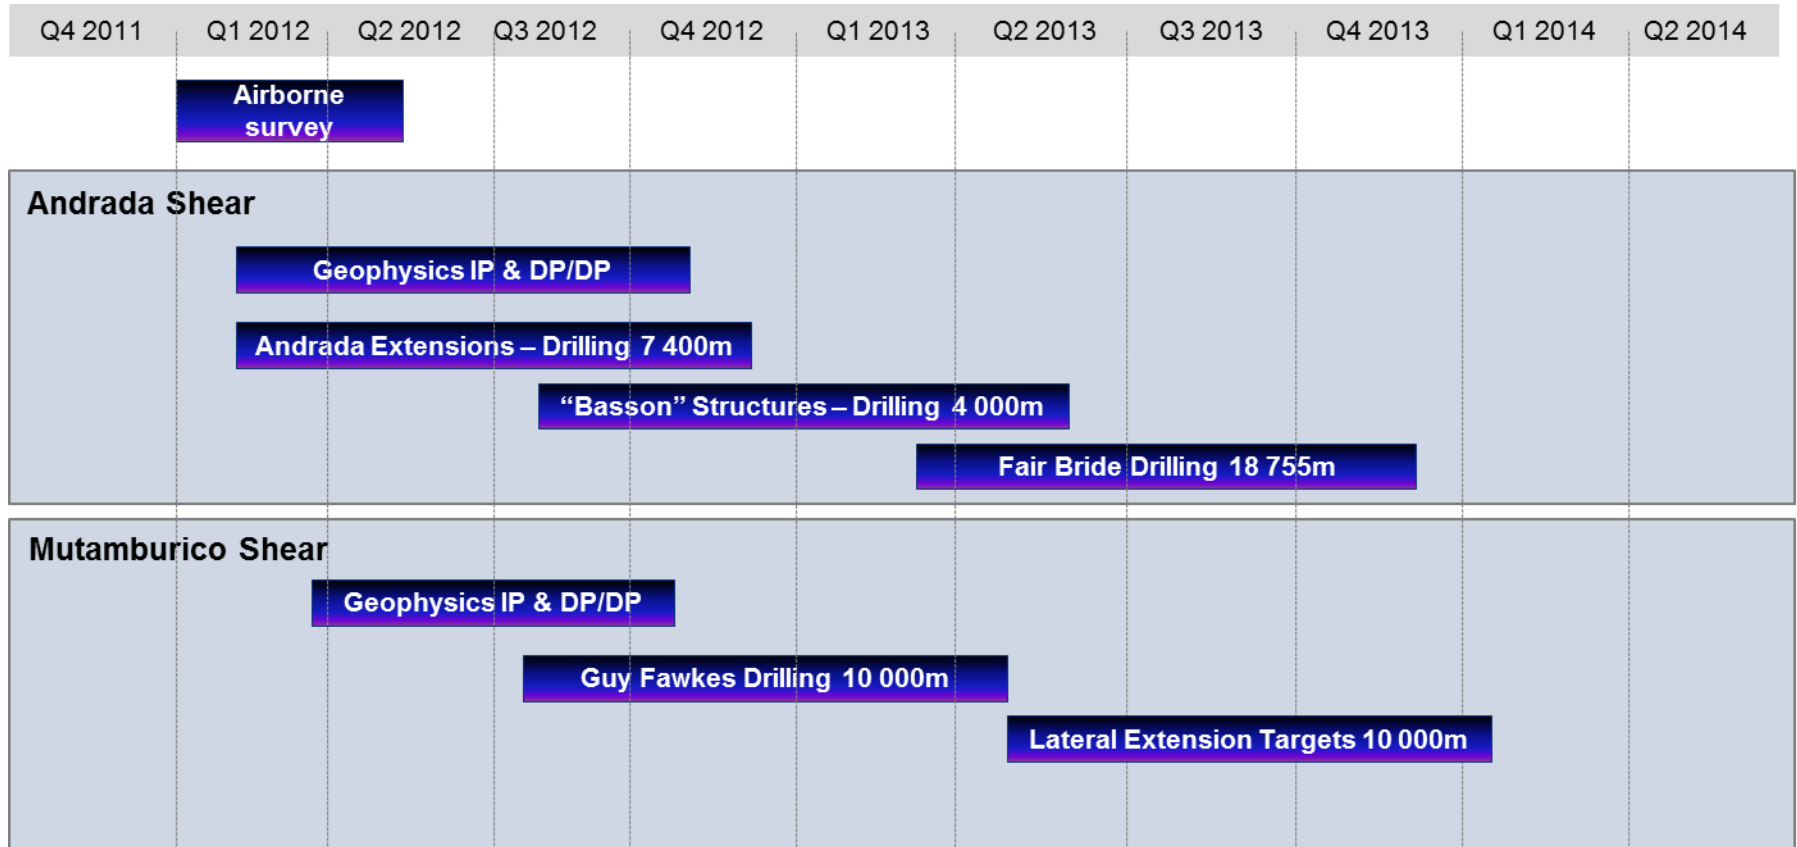 Q4 2011 Q1 2012 Q2 2012 Q3 2012 Q4 2012 Q1 2013 Q2 2013 Q3 2013 Q4 2013 Q1 2014 Q2 2014
Airborne
survey
Andrada Shear
Geophysics IP & DP/DP
Andrada Extensions – Drilling 7 400m
“Basson” Structures – Drilling 4 000m
Fair Bride Drilling 18 755m
Mutamburico Shear
Geophysics IP & DP/DP
Guy Fawkes Drilling 10 000m
Lateral Extension Targets 10 000m